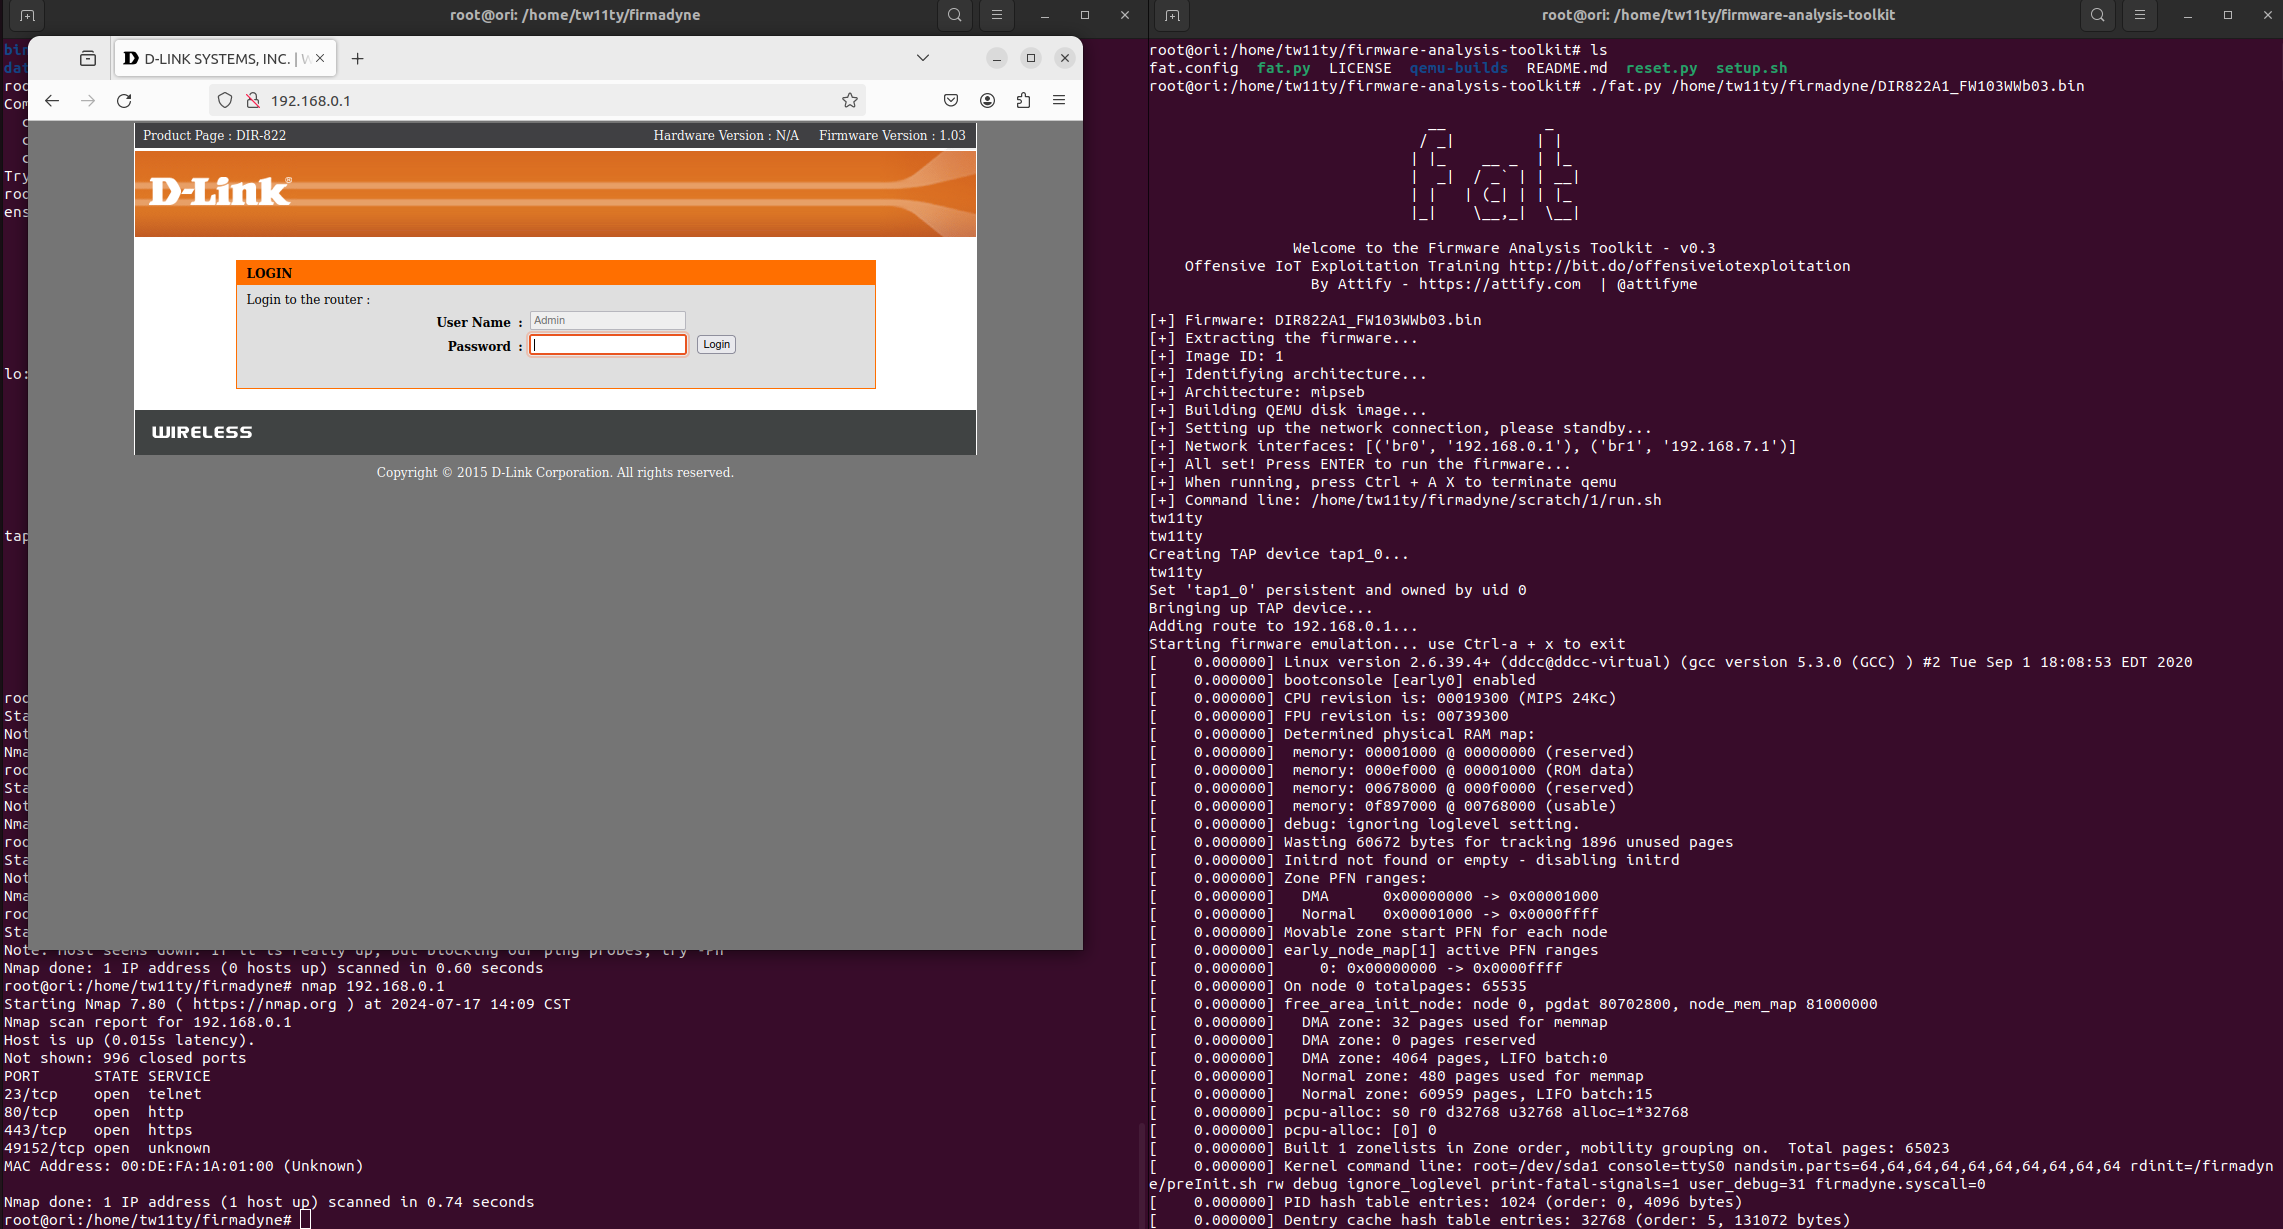 root@ori: /home/tw11ty/firmadyne
D-LINK SYSTEMS, INC. | W
192.168.0.1
Product Page : DIR-822 Hardware Version : N/A Firmware Version : 1.03
D-Link®
LOGIN
Login to the router :
User Name : Admin
Password : Login
WIRELESS
Copyright © 2015 D-Link Corporation. All rights reserved.
bin
dat
roo
Com
c
c
c
Try
roo
ens
lo:
tap
roo
Sta
Not
Nma
roo
Sta
Not
Nma
roo
Sta
Not
Nma
roo
Sta
Note: Host seems down. If it is really up, but blocking our ping probes, try -Pn
Nmap done: 1 IP address (0 hosts up) scanned in 0.60 seconds
root@ori:/home/tw11ty/firmadyne# nmap 192.168.0.1
Starting Nmap 7.80 ( https://nmap.org ) at 2024-07-17 14:09 CST
Nmap scan report for 192.168.0.1
Host is up (0.015s latency).
Not shown: 996 closed ports
PORT STATE SERVICE
23/tcp open telnet
80/tcp open http
443/tcp open https
49152/tcp open unknown
MAC Address: 00:DE:FA:1A:01:00 (Unknown)
Nmap done: 1 IP address (1 host up) scanned in 0.74 seconds
root@ori:/home/tw11ty/firmadyne#
root@ori: /home/tw11ty/firmware-analysis-toolkit
root@ori:/home/tw11ty/firmware-analysis-toolkit# ls
fat.config fat.py LICENSE qemu-builds README.md reset.py setup.sh
root@ori:/home/tw11ty/firmware-analysis-toolkit# ./fat.py /home/tw11ty/firmadyne/DIR822A1_FW103WWb03.bin
fat
Welcome to the Firmware Analysis Toolkit - v0.3
Offensive IoT Exploitation Training http://bit.do/offensiveiotexploitation
By Attify - https://attify.com | @attifyme
[+] Firmware: DIR822A1_FW103WWb03.bin
[+] Extracting the firmware...
[+] Image ID: 1
[+] Identifying architecture...
[+] Architecture: mipseb
[+] Building QEMU disk image...
[+] Setting up the network connection, please standby...
[+] Network interfaces: [('br0', '192.168.0.1'), ('br1', '192.168.7.1')]
[+] All set! Press ENTER to run the firmware...
[+] When running, press Ctrl + A X to terminate qemu
[+] Command line: /home/tw11ty/firmadyne/scratch/1/run.sh
tw11ty
tw11ty
Creating TAP device tap1_0...
tw11ty
Set 'tap1_0' persistent and owned by uid 0
Bringing up TAP device...
Adding route to 192.168.0.1...
Starting firmware emulation... use Ctrl-a + x to exit
[ 0.000000] Linux version 2.6.39.4+ (ddcc@ddcc-virtual) (gcc version 5.3.0 (GCC) ) #2 Tue Sep 1 18:08:53 EDT 2020
[ 0.000000] bootconsole [early0] enabled
[ 0.000000] CPU revision is: 00019300 (MIPS 24Kc)
[ 0.000000] FPU revision is: 00739300
[ 0.000000] Determined physical RAM map:
[ 0.000000] memory: 00001000 @ 00000000 (reserved)
[ 0.000000] memory: 000ef000 @ 00001000 (ROM data)
[ 0.000000] memory: 00678000 @ 000f0000 (reserved)
[ 0.000000] memory: 0f897000 @ 00768000 (usable)
[ 0.000000] debug: ignoring loglevel setting.
[ 0.000000] Wasting 60672 bytes for tracking 1896 unused pages
[ 0.000000] Initrd not found or empty - disabling initrd
[ 0.000000] Zone PFN ranges:
[ 0.000000] DMA 0x00000000 -> 0x00001000
[ 0.000000] Normal 0x00001000 -> 0x0000ffff
[ 0.000000] Movable zone start PFN for each node
[ 0.000000] early_node_map[1] active PFN ranges
[ 0.000000] 0: 0x00000000 -> 0x0000ffff
[ 0.000000] On node 0 totalpages: 65535
[ 0.000000] free_area_init_node: node 0, pgdat 80702800, node_mem_map 81000000
[ 0.000000] DMA zone: 32 pages used for memmap
[ 0.000000] DMA zone: 0 pages reserved
[ 0.000000] DMA zone: 4064 pages, LIFO batch:0
[ 0.000000] Normal zone: 480 pages used for memmap
[ 0.000000] Normal zone: 60959 pages, LIFO batch:15
[ 0.000000] pcpu-alloc: s0 r0 d32768 u32768 alloc=1*32768
[ 0.000000] pcpu-alloc: [0] 0
[ 0.000000] Built 1 zonelists in Zone order, mobility grouping on. Total pages: 65023
[ 0.000000] Kernel command line: root=/dev/sda1 console=ttyS0 nandsim.parts=64,64,64,64,64,64,64,64,64,64 rdinit=/firmadyn
e/preInit.sh rw debug ignore_loglevel print-fatal-signals=1 user_debug=31 firmadyne.syscall=0
[ 0.000000] PID hash table entries: 1024 (order: 0, 4096 bytes)
[ 0.000000] Dentry cache hash table entries: 32768 (order: 5, 131072 bytes)